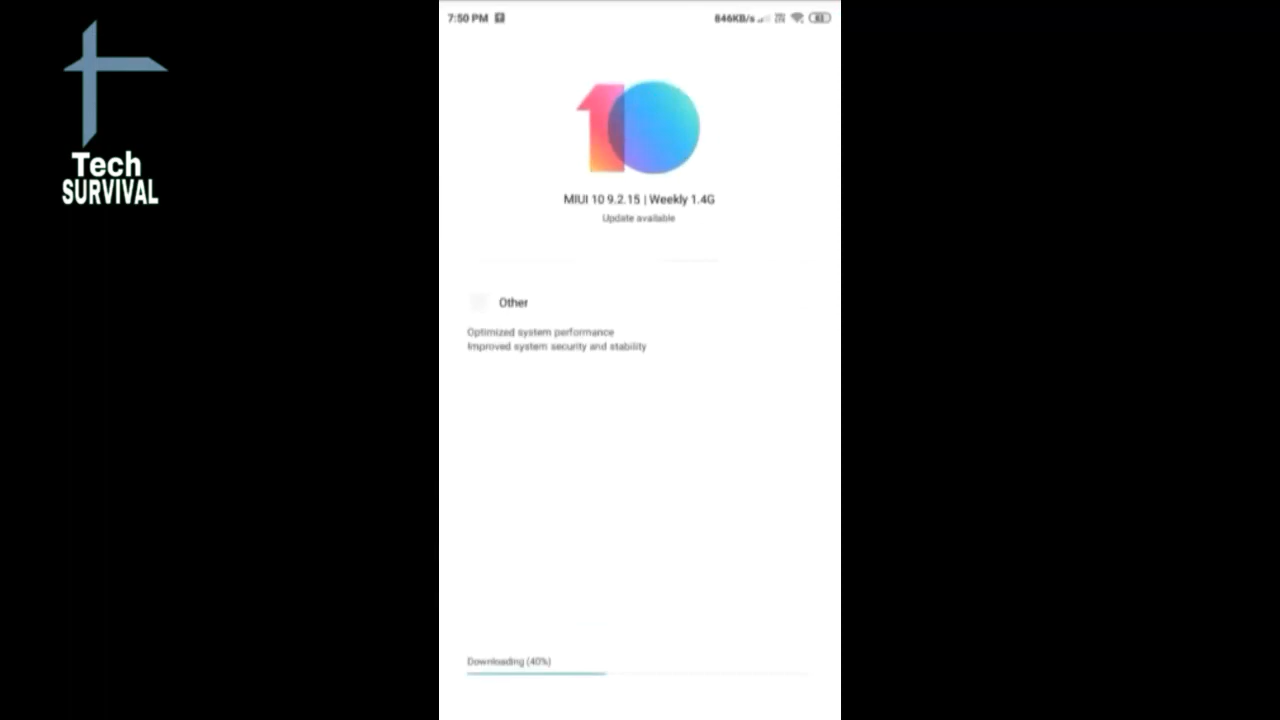 Tech
SURVIVAL
7:50 PM
846KB/s
10
MIUI 10 9.2.15 | Weekly 1.4G
Update available
Other
Optimized system performance
Improved system security and stability
Downloading (40%)